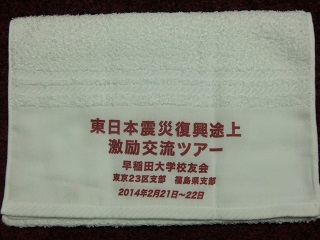 東日本震災復興途上
激励交流ツアー
早稲田大学校友会
東京23区支部　福島県支部
2014年2月21日～22日